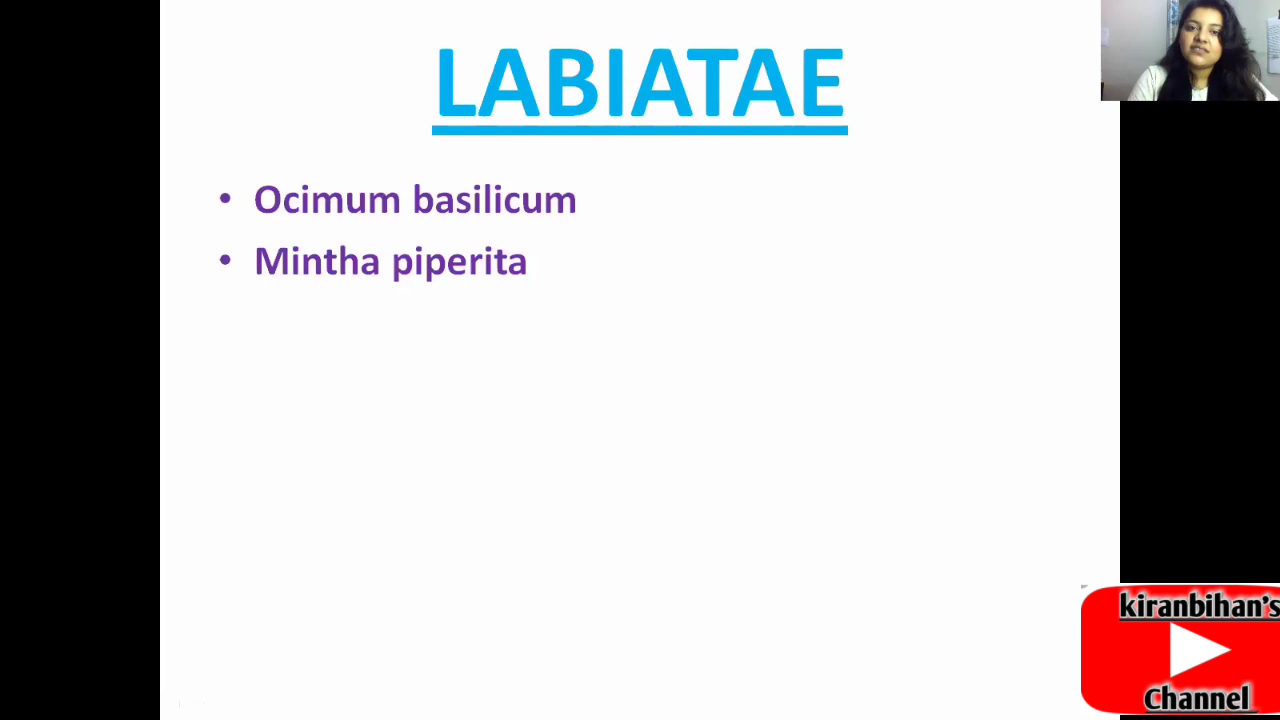 LABIATAE
• Ocimum basilicum
• Mintha piperita
kiranbihan's
Channel